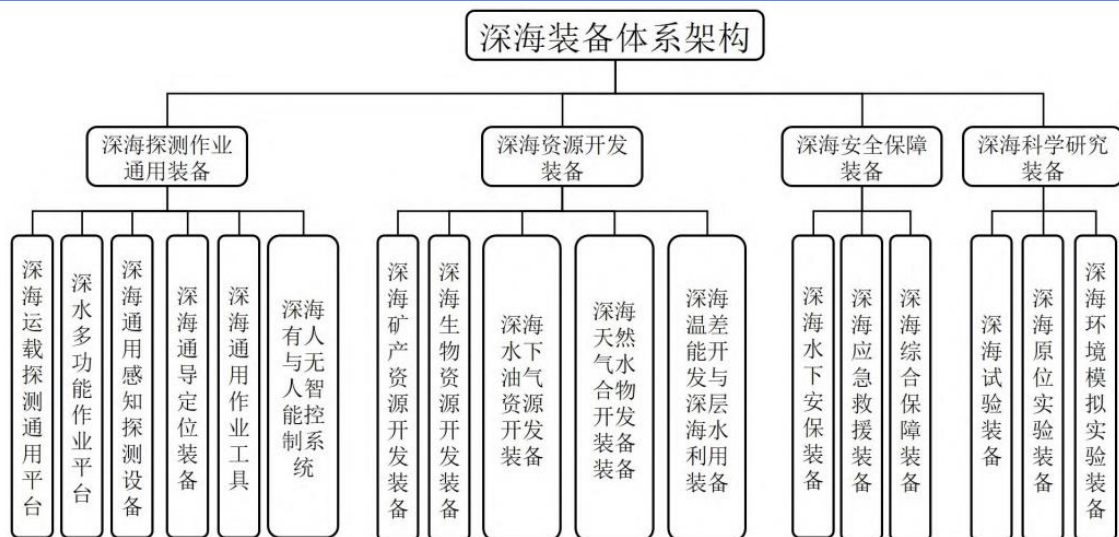 深海装备体系架构
深海探测作业
通用装备
深海资源开发
装备
深海安全保障
装备
深海科学研究
装备
深海运载探测通用平台
深水多功能作业平台
深海通用感知探测设备
深海通导定位装备
深海通用作业工具
深海
有人
与无
人智
能控
制系
统
深海矿产资源开发装备
深海生物资源开发装备
深海
水下
油气
资源
开发
装备
深海
天然
气水
合物
开发
装备
装备
深海
温差
能开
发与
深层
海水
利用
装备
深海水下安保装备
深海应急救援装备
深海综合保障装备
深海试验装备
深海原位实验装备
深海环境模拟实验装备